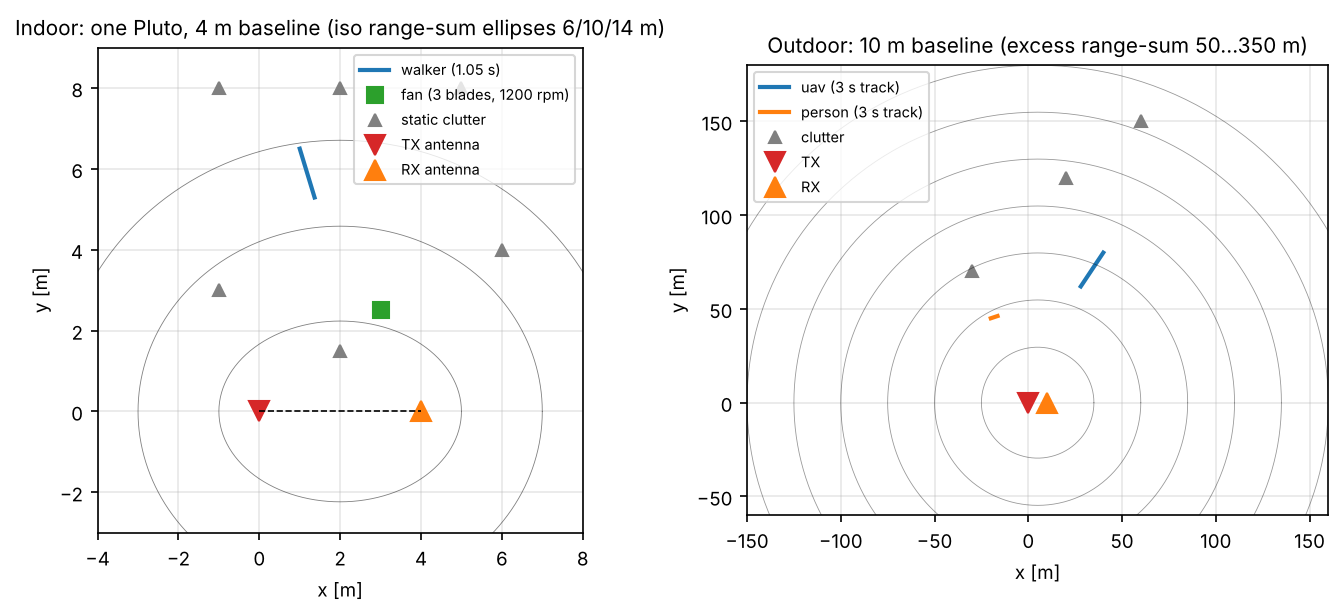 Indoor: one Pluto, 4 m baseline (iso range-sum ellipses 6/10/14 m)
walker (1.05 s)
fan (3 blades, 1200 rpm)
static clutter
TX antenna
RX antenna
8
6
4
2
0
−2
y [m]
−4
−2
0
2
4
6
8
x [m]
Outdoor: 10 m baseline (excess range-sum 50...350 m)
uav (3 s track)
person (3 s track)
clutter
TX
RX
150
100
50
0
−50
y [m]
−150
−100
−50
0
50
100
150
x [m]